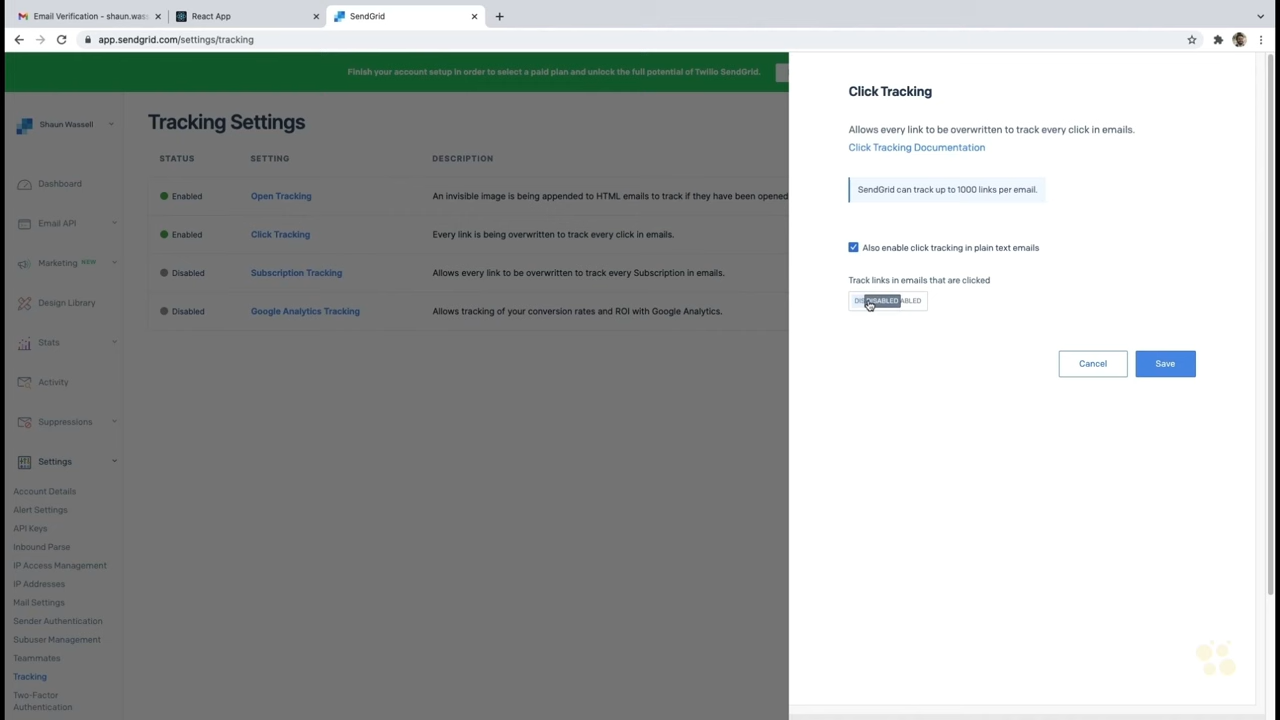 Email Verification - shaun.wass
React App
SendGrid
app.sendgrid.com/settings/tracking
Finish your account setup in order to select a paid plan and unlock the full potential of Twilio SendGrid.
Shaun Wassell
Dashboard
Email API
Marketing NEW
Design Library
Stats
Activity
Suppressions
Settings
Account Details
Alert Settings
API Keys
Inbound Parse
IP Access Management
IP Addresses
Mail Settings
Sender Authentication
Subuser Management
Teammates
Tracking
Two-Factor
Authentication
Tracking Settings
STATUS SETTING DESCRIPTION
Enabled Open Tracking An invisible image is being appended to HTML emails to track if they have been opened
Enabled Click Tracking Every link is being overwritten to track every click in emails.
Disabled Subscription Tracking Allows every link to be overwritten to track every Subscription in emails.
Disabled Google Analytics Tracking Allows tracking of your conversion rates and ROI with Google Analytics.
Click Tracking
Allows every link to be overwritten to track every click in emails.
Click Tracking Documentation
SendGrid can track up to 1000 links per email.
Also enable click tracking in plain text emails
Track links in emails that are clicked
DISABLED
Cancel
Save